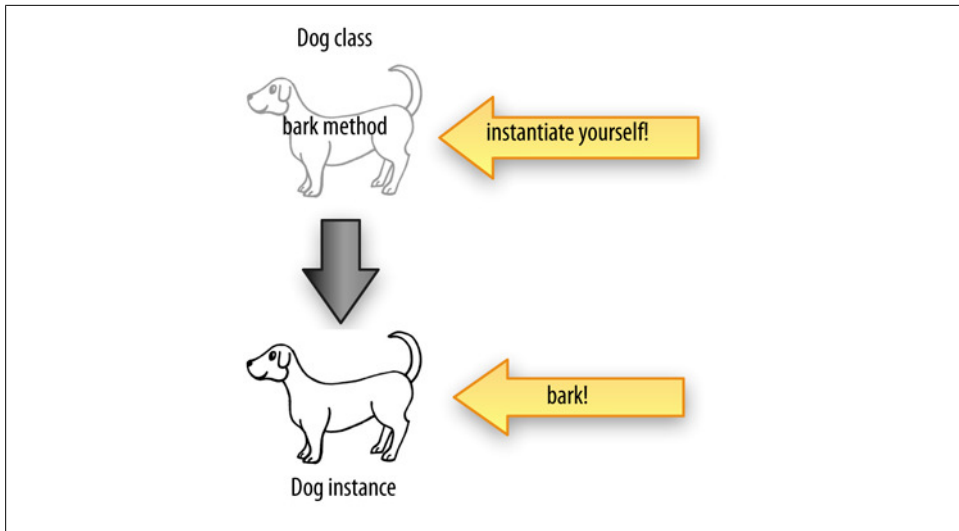 Dog class
bark method
instantiate yourself!
bark!
Dog instance